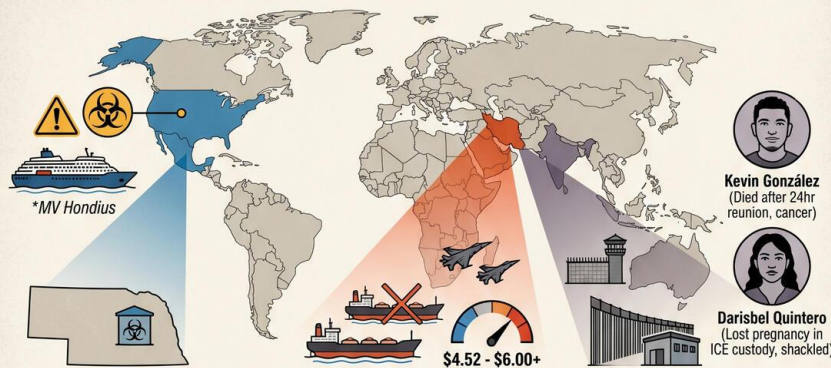 *MV Hondius
Kevin González
(Died after 24hr
reunion, cancer)
Darisbel Quintero
(Lost pregnancy in
ICE custody, shackled)
$4.52 - $6.00+